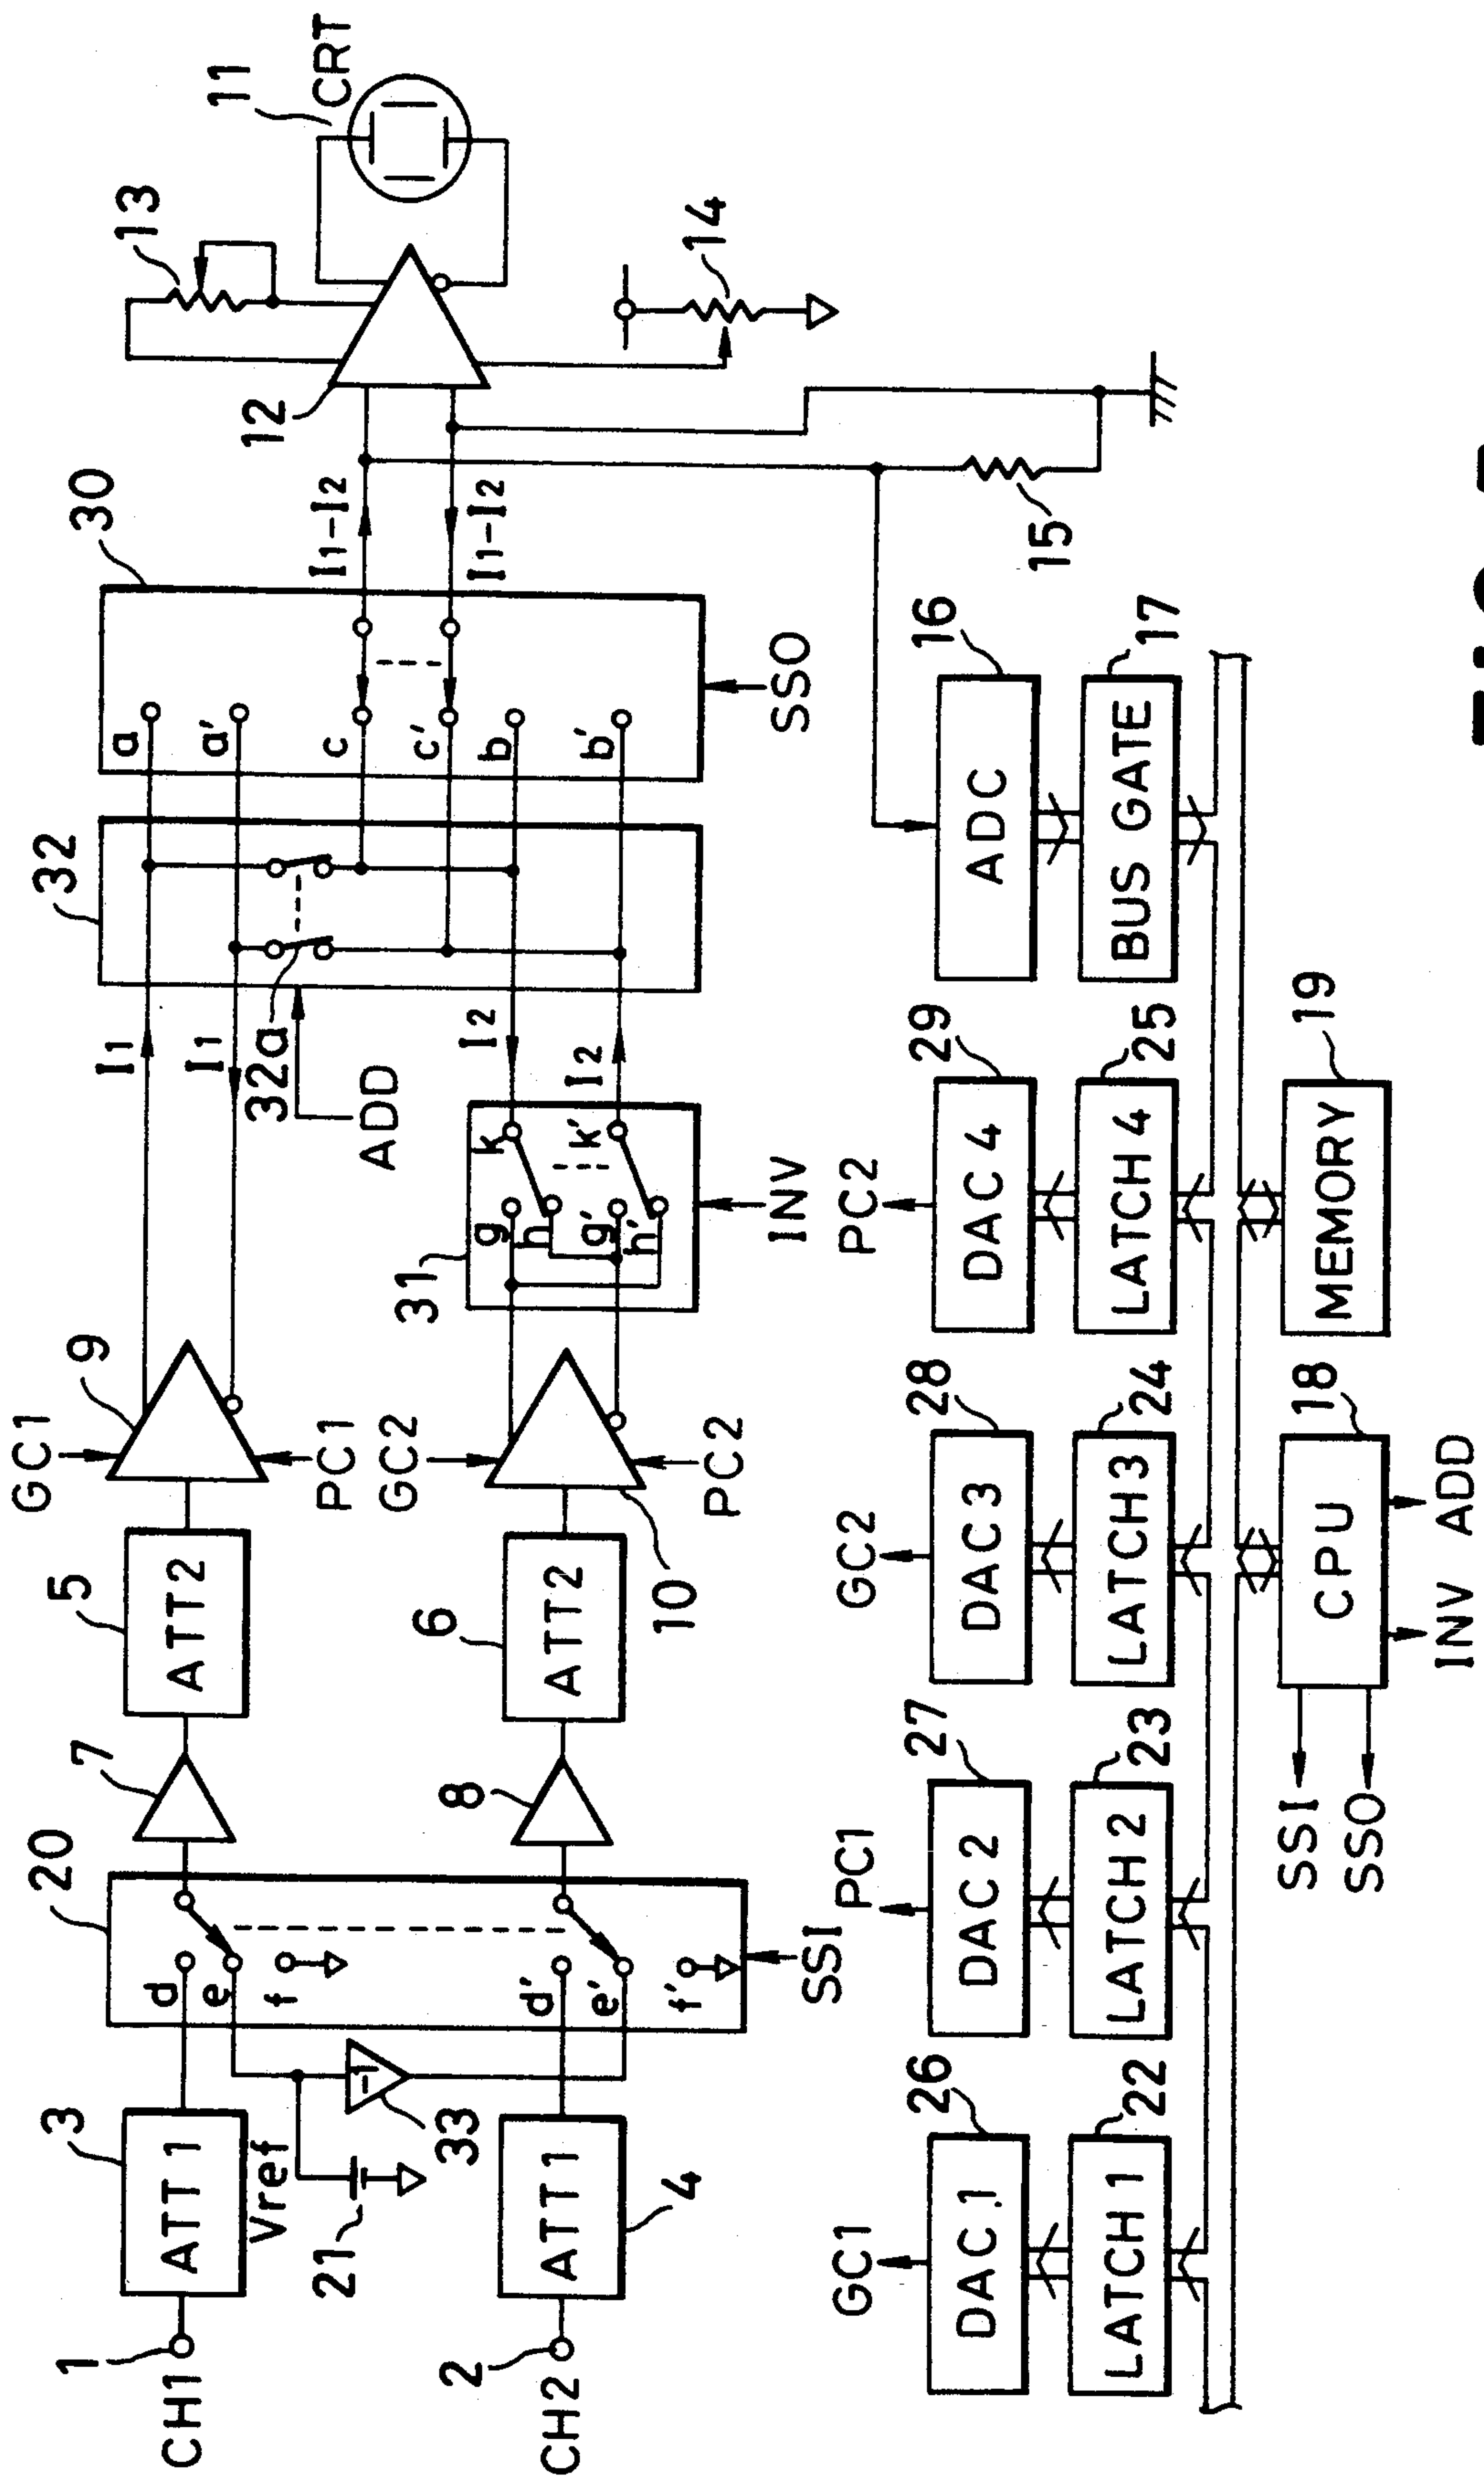 CH1
1
ATT 1
3
Vref
21
-1
33
CH2
2
ATT 1
4
20
d
e
f
d'
e'
f'
SSI
7
8
5
ATT2
6
ATT2
GC1
9
PC1
GC2
10
PC2
31
g
h
g'
h'
k
k'
INV
I1
I1
I2
I2
32
32a
ADD
30
a
a'
c
c'
b
b'
SSO
I1-I2
I1-I2
12
13
14
11
CRT
15
GC1
26
DAC 1
22
LATCH 1
PC1
27
DAC 2
23
LATCH 2
GC2
28
DAC 3
24
LATCH 3
PC2
29
DAC 4
25
LATCH 4
16
ADC
17
BUS GATE
18
CPU
19
MEMORY
SSI
SSO
INV
ADD